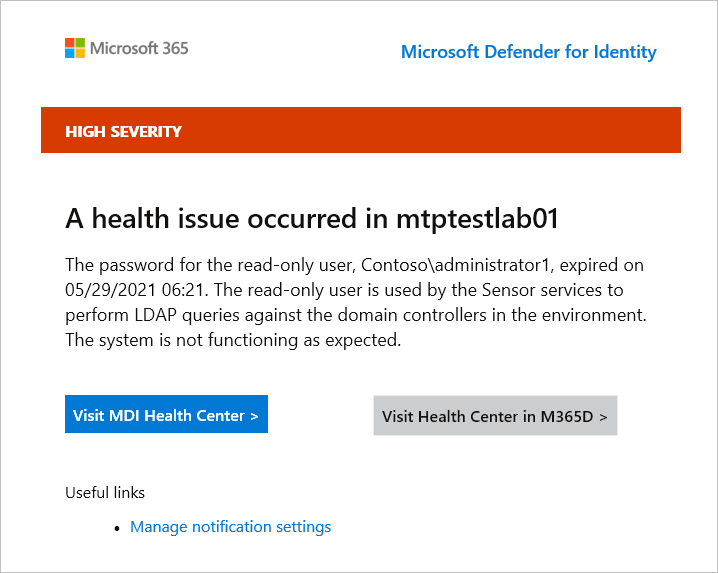 Microsoft 365
Microsoft Defender for Identity
HIGH SEVERITY
A health issue occurred in mtptestlab01
The password for the read-only user, Contoso\administrator1, expired on
05/29/2021 06:21. The read-only user is used by the Sensor services to
perform LDAP queries against the domain controllers in the environment.
The system is not functioning as expected.
Visit MDI Health Center >
Visit Health Center in M365D >
Useful links
• Manage notification settings